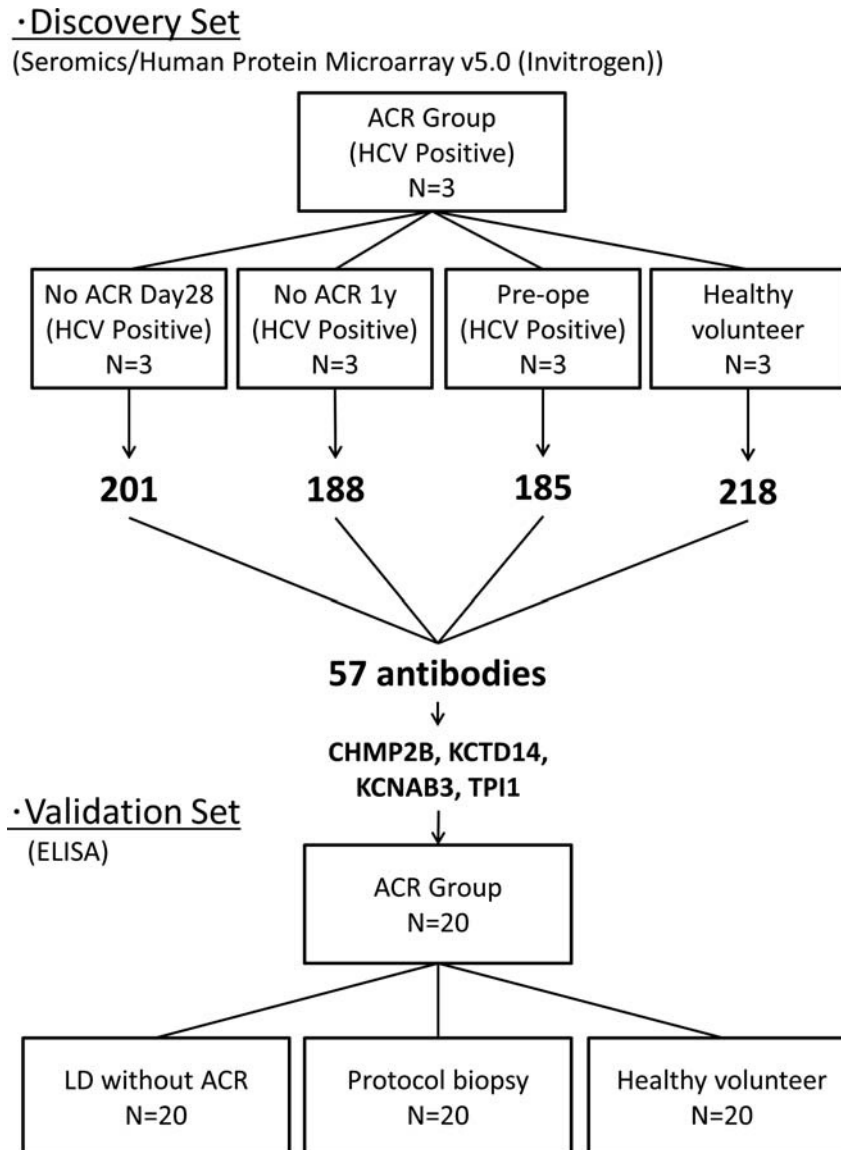 ·Discovery Set
(Seromics/Human Protein Microarray v5.0 (Invitrogen))
ACR Group
(HCV Positive)
N=3
No ACR Day28
(HCV Positive)
N=3
No ACR 1y
(HCV Positive)
N=3
Pre-ope
(HCV Positive)
N=3
Healthy
volunteer
N=3
201
188
185
218
57 antibodies
CHMP2B, KCTD14,
KCNAB3, TPI1
·Validation Set
(ELISA)
ACR Group
N=20
LD without ACR
N=20
Protocol biopsy
N=20
Healthy volunteer
N=20